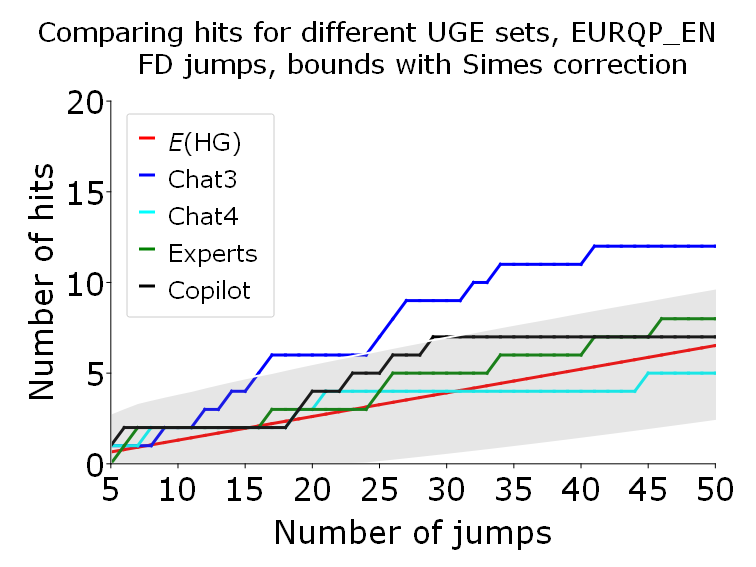 Comparing hits for different UGE sets, EURQP_EN
FD jumps, bounds with Simes correction
Number of hits
20
15
10
5
0
E(HG)
Chat3
Chat4
Experts
Copilot
5 10 15 20 25 30 35 40 45 50
Number of jumps